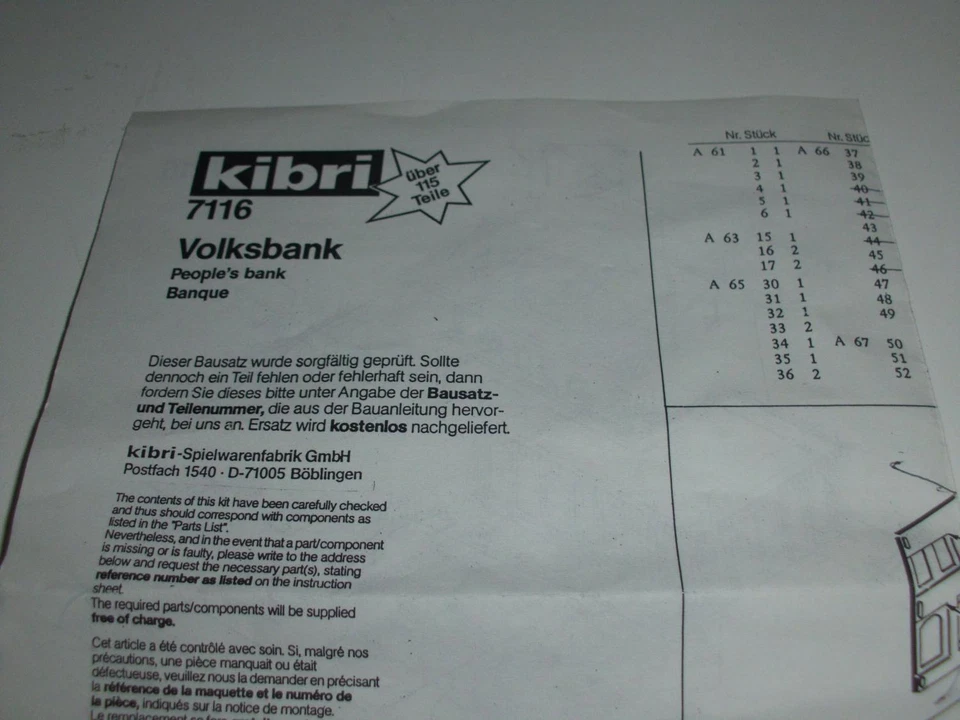 kibri
über
115
Teile
7116
Volksbank
People's bank
Banque
Dieser Bausatz wurde sorgfältig geprüft. Sollte
dennoch ein Teil fehlen oder fehlerhaft sein, dann
fordern Sie dieses bitte unter Angabe der Bausatz-
und Teilenummer, die aus der Bauanleitung hervor-
geht, bei uns an. Ersatz wird kostenlos nachgeliefert.
kibri-Spielwarenfabrik GmbH
Postfach 1540 · D-71005 Böblingen
The contents of this kit have been carefully checked
and thus should correspond with components as
listed in the "Parts List".
Nevertheless, and in the event that a part/component
is missing or is faulty, please write to the address
below and request the necessary part(s), stating
reference number as listed on the instruction
sheet.
The required parts/components will be supplied
free of charge.
Cet article a été contrôlé avec soin. Si, malgré nos
précautions, une pièce manquait ou était
défectueuse, veuillez nous la demander en précisant
la référence de la maquette et le numéro de
la pièce, indiqués sur la notice de montage.
Le remplacement se fera
Nr. Stück
A 61 1 1
2 1
3 1
4 1
5 1
6 1
A 63 15 1
16 2
17 2
A 65 30 1
31 1
32 1
33 2
34 1
35 1
36 2
Nr. Stüc
A 66 37
38
39
40
41
42
43
44
45
46
47
48
49
A 67 50
51
52